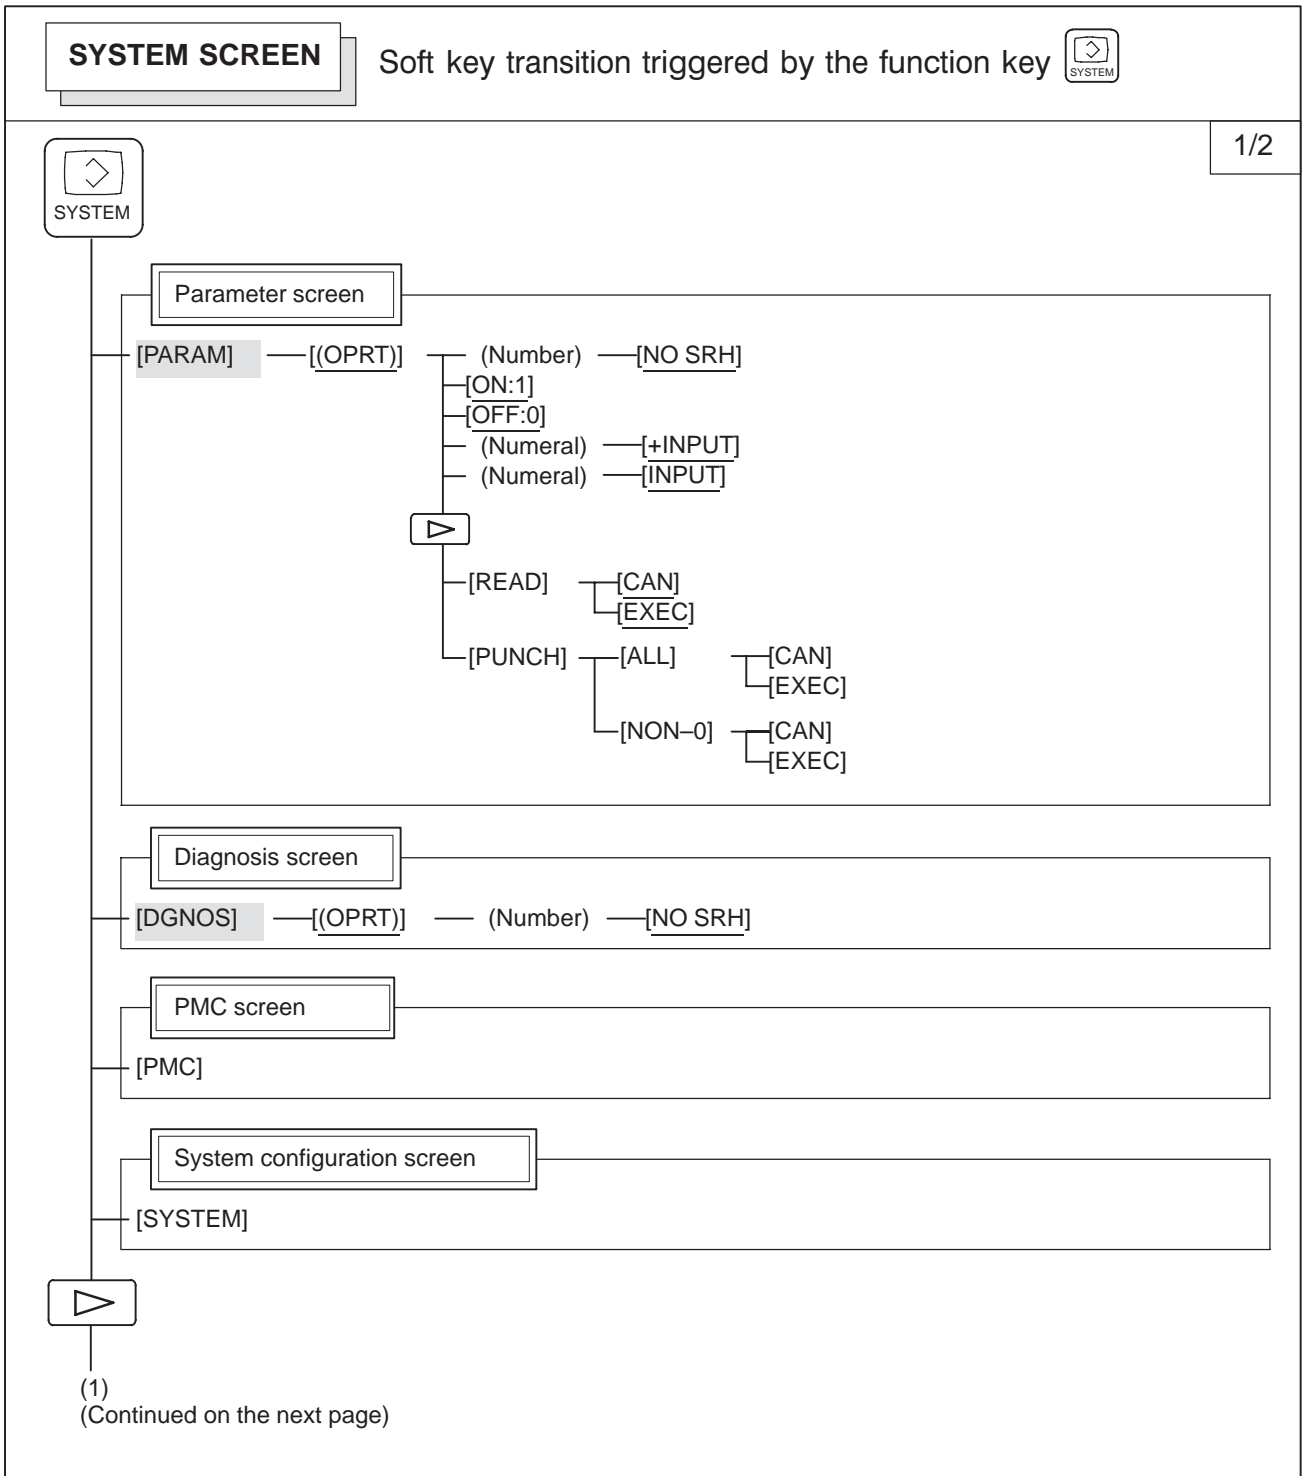 SYSTEM SCREEN Soft key transition triggered by the function key SYSTEM
1/2
SYSTEM
Parameter screen
[PARAM] [(OPRT)] (Number) [NO SRH]
[ON:1]
[OFF:0]
(Numeral) [+INPUT]
(Numeral) [INPUT]
[READ] [CAN]
[EXEC]
[PUNCH] [ALL] [CAN]
[EXEC]
[NON–0] [CAN]
[EXEC]
Diagnosis screen
[DGNOS] [(OPRT)] (Number) [NO SRH]
PMC screen
[PMC]
System configuration screen
[SYSTEM]
(1)
(Continued on the next page)